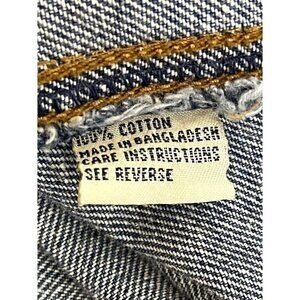 100% COTTON
MADE IN BANGLADESH
CARE INSTRUCTIONS
SEE REVERSE